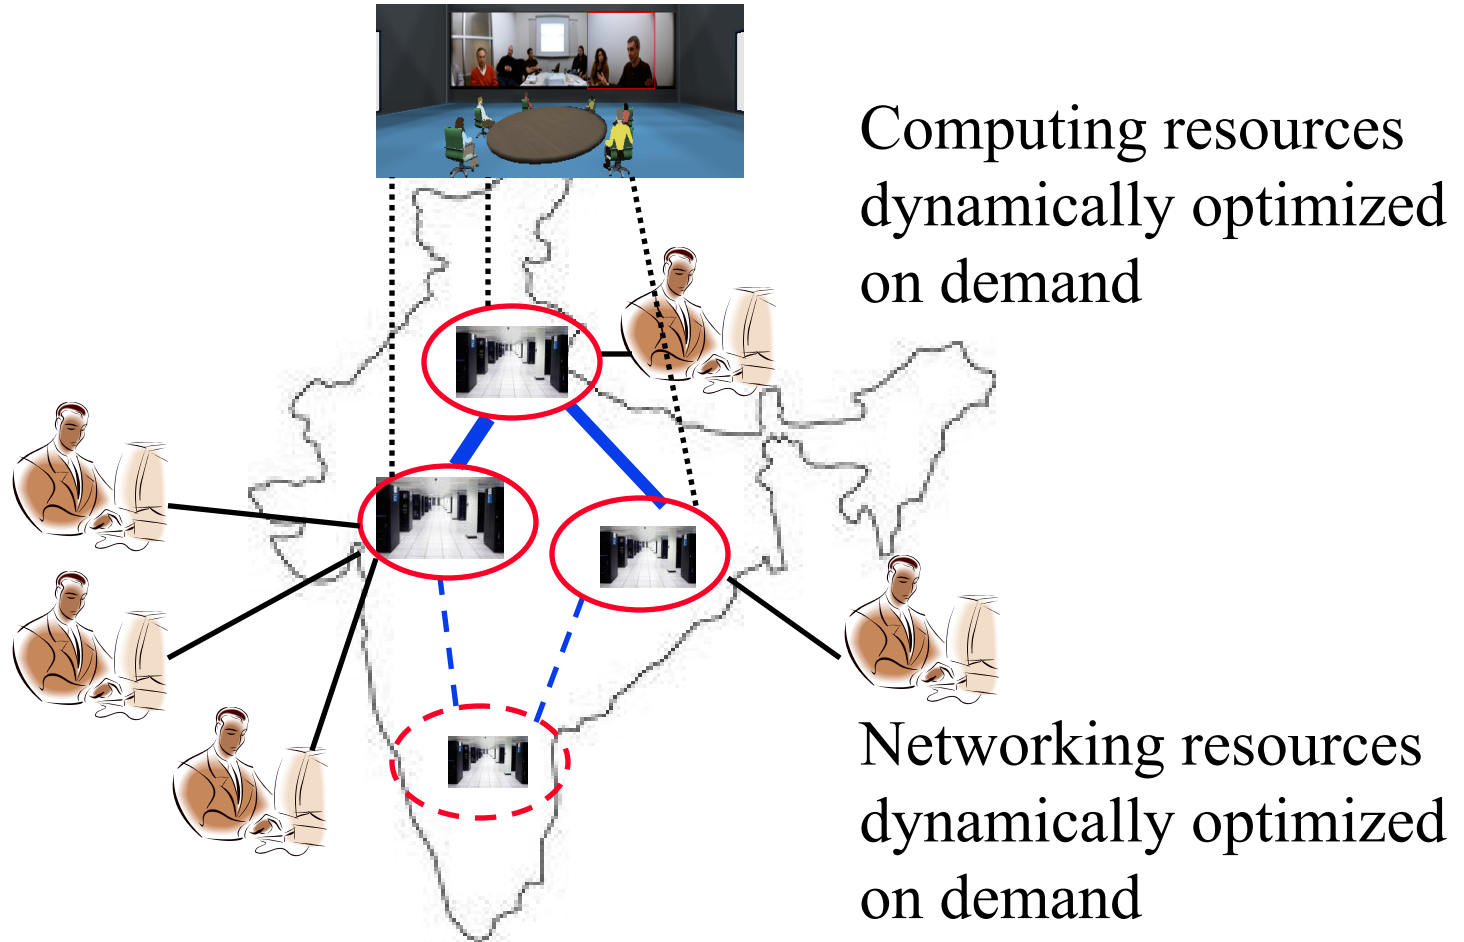 Computing resources
dynamically optimized
on demand
Networking resources
dynamically optimized
on demand